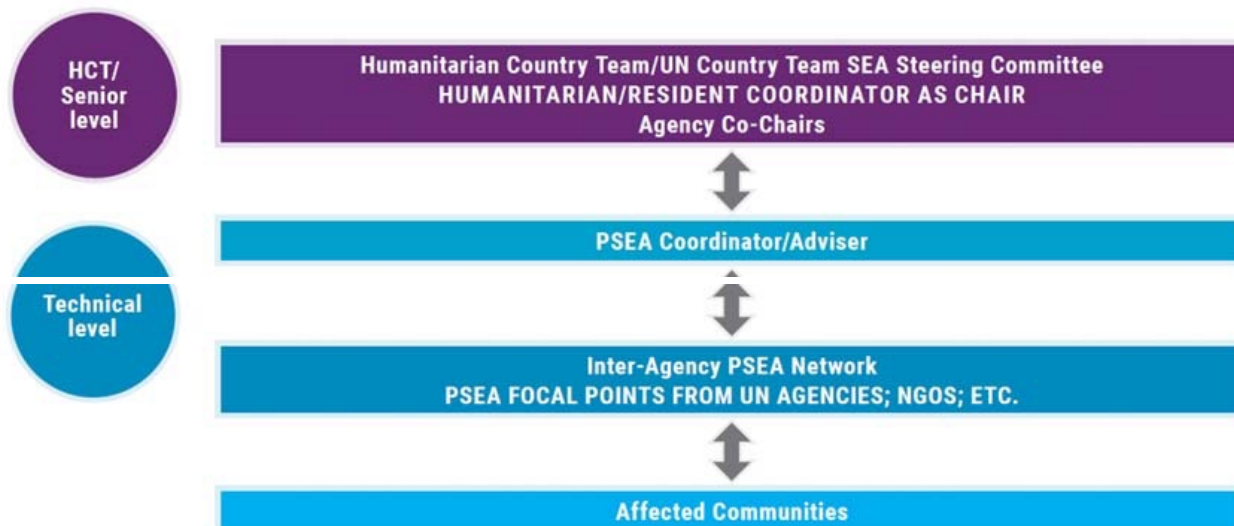 HCT/
Senior
level
Humanitarian Country Team/UN Country Team SEA Steering Committee
HUMANITARIAN/RESIDENT COORDINATOR AS CHAIR
Agency Co-Chairs
PSEA Coordinator/Adviser
Technical
level
Inter-Agency PSEA Network
PSEA FOCAL POINTS FROM UN AGENCIES; NGOS; ETC.
Affected Communities